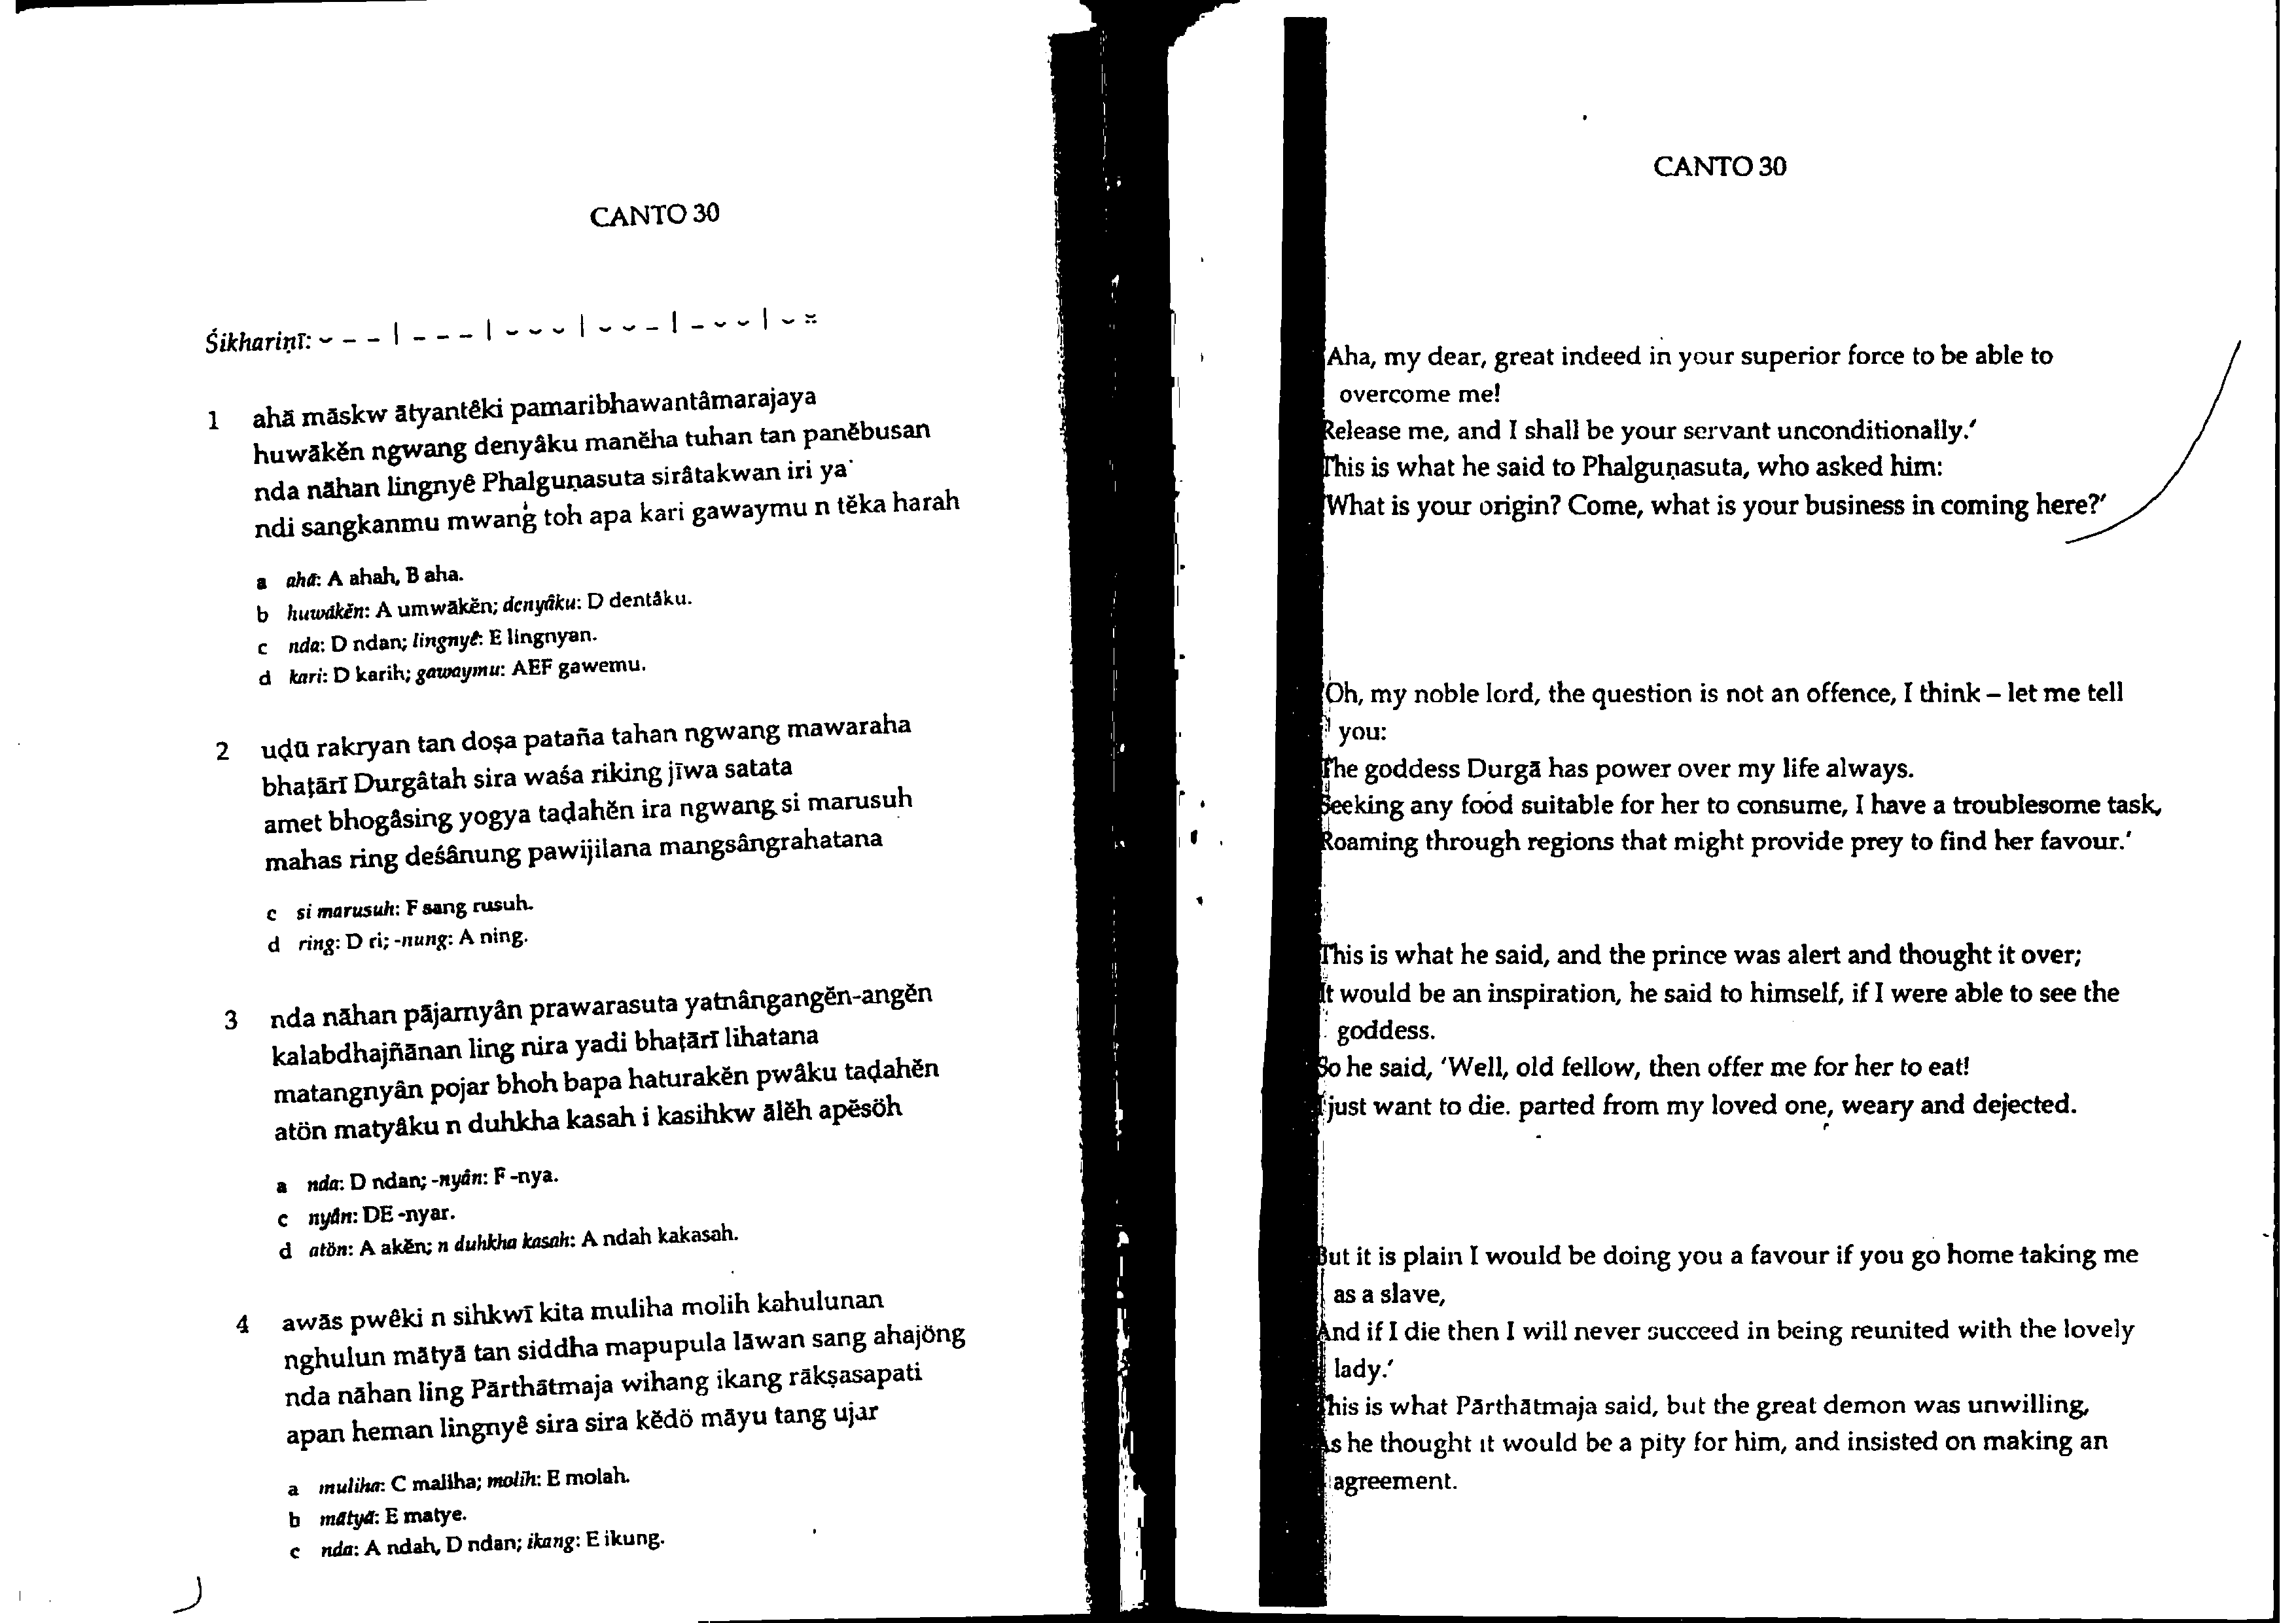 CANTO 30
Śikhariṇī: ⏑ – – | – – – | ⏑ ⏑ ⏑ | ⏑ ⏑ – | – ⏑ ⏑ | ⏑ ⏓
1 ahā māskw ātyantêki pamaribhawantâmarajaya
huwākĕn ngwang denyâku manĕha tuhan tan panĕbusan
nda nāhan lingnyê Phalguṇasuta sirâtakwan iri ya
ndi sangkanmu mwang toh apa kari gawaymu n tĕka harah
a ahā: A ahah, B aha.
b huwākĕn: A umwākĕn; denyâku: D dentâku.
c nda: D ndan; lingnyê: E lingnyan.
d kari: D karih; gawaymu: AEF gawemu.
2 uḍū rakryan tan doṣa pataña tahan ngwang mawaraha
bhaṭārī Durgâtah sira waśa riking jīwa satata
amet bhogâsing yogya taḍahĕn ira ngwang si marusuh
mahas ring deśânung pawijilana mangsângrahatana
c si marusuh: F sang rusuh.
d ring: D ri; -nung: A ning.
3 nda nāhan pājarnyân prawarasuta yatnângangĕn-angĕn
kalabdhajñānan ling nira yadi bhaṭārī lihatana
matangnyân pojar bhoh bapa haturakĕn pwâku taḍahĕn
atön matyâku n duhkha kasah i kasihkw ālĕh apĕsöh
a nda: D ndan; -nyân: F -nya.
c nyân: DE -nyar.
d atön: A akĕn; n duhkha kasah: A ndah kakasah.
4 awās pwêki n sihkwī kita muliha molih kahulunan
nghulun mātyā tan siddha mapupula lāwan sang ahajöng
nda nāhan ling Pārthātmaja wihang ikang rākṣasapati
apan heman lingnyê sira sira kĕdö māyu tang ujar
a muliha: C maliha; molih: E molah.
b mātyā: E matye.
c nda: A ndah, D ndan; ikang: E ikung.
CANTO 30
'Aha, my dear, great indeed in your superior force to be able to
overcome me!
Release me, and I shall be your servant unconditionally.'
This is what he said to Phalguṇasuta, who asked him:
'What is your origin? Come, what is your business in coming here?'
'Oh, my noble lord, the question is not an offence, I think – let me tell
you:
The goddess Durgā has power over my life always.
Seeking any food suitable for her to consume, I have a troublesome task,
Roaming through regions that might provide prey to find her favour.'
This is what he said, and the prince was alert and thought it over;
It would be an inspiration, he said to himself, if I were able to see the
goddess.
So he said, 'Well, old fellow, then offer me for her to eat!
I just want to die. parted from my loved one, weary and dejected.
But it is plain I would be doing you a favour if you go home taking me
as a slave,
And if I die then I will never succeed in being reunited with the lovely
lady.'
This is what Pārthātmaja said, but the great demon was unwilling,
As he thought it would be a pity for him, and insisted on making an
agreement.